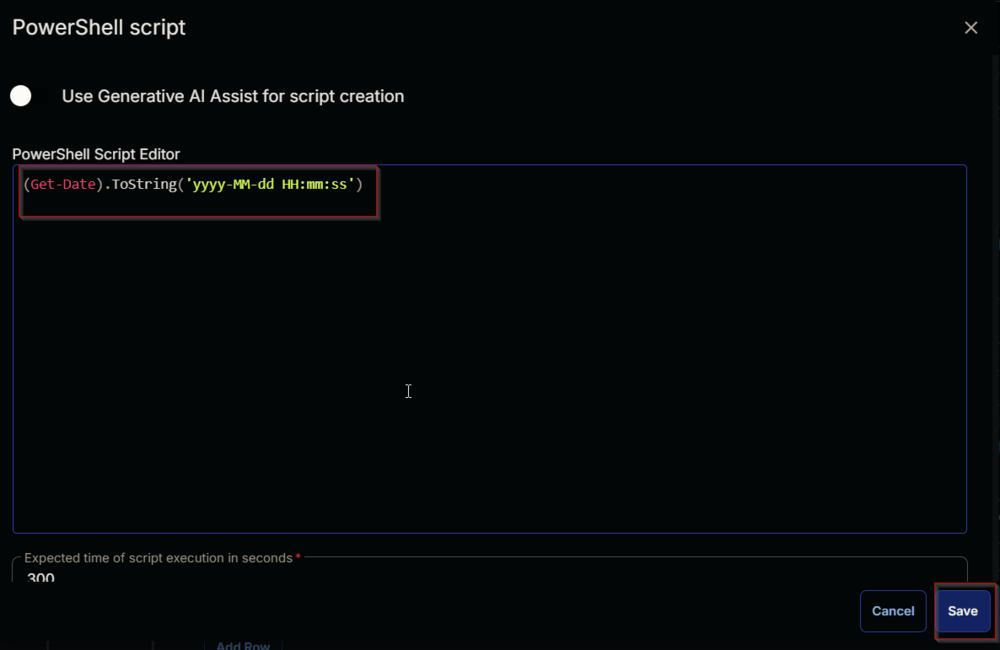 PowerShell script
Use Generative AI Assist for script creation
PowerShell Script Editor
(Get-Date).ToString('yyyy-MM-dd HH:mm:ss')
Expected time of script execution in seconds *
300
Cancel
Save
Add Row